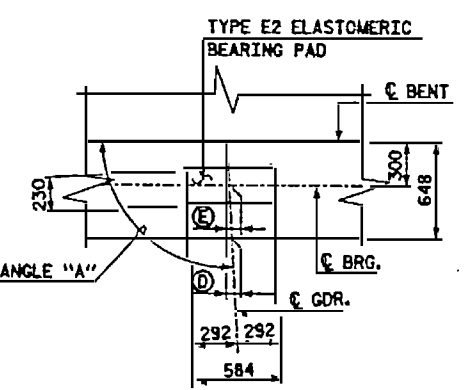 TYPE E2 ELASTOMERIC
BEARING PAD
℄ BENT
300
648
230
E
ANGLE "A"
D
℄ BRG.
℄ GDR.
292 292
584